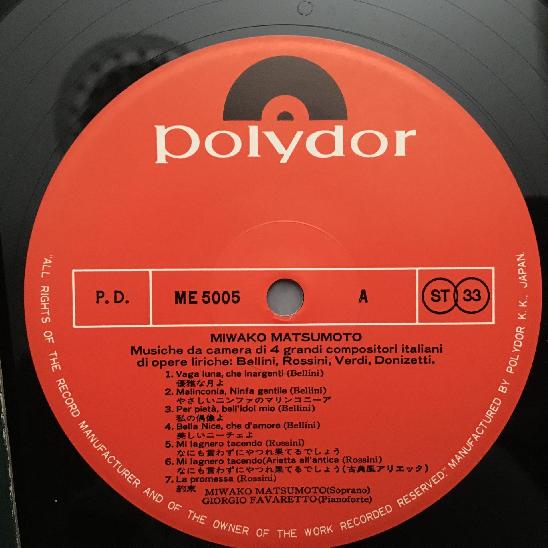 polydor
P.D.
ME 5005
A
ST 33
MIWAKO MATSUMOTO
Musiche da camera di 4 grandi compositori italiani
di opere liriche: Bellini, Rossini, Verdi, Donizetti.
1. Vaga luna, che inargenti (Bellini)
優雅な月よ
2. Malinconia, Ninfa gentile (Bellini)
やさしいニンファのマリンコニーア
3. Per pietà, bell'idol mio (Bellini)
私の偶像よ
4. Bella Nice, che d'amore (Bellini)
美しいニーチェよ
5. Mi lagnero tacendo (Rossini)
なにも言わずにやつれ果てるでしょう
6. Mi lagnero tacendo(Arietta all'antica (Rossini)
なにも言わずにやつれ果てるでしょう(古典風アリエッタ)
7. La promessa (Rossini)
約束
MIWAKO MATSUMOTO(Soprano)
GIORGIO FAVARETTO(Pianoforte)
"ALL RIGHTS OF THE RECORD MANUFACTURER AND OF THE OWNER OF THE WORK RECORDED RESERVED" MANUFACTURED BY POLYDOR K. K., JAPAN.